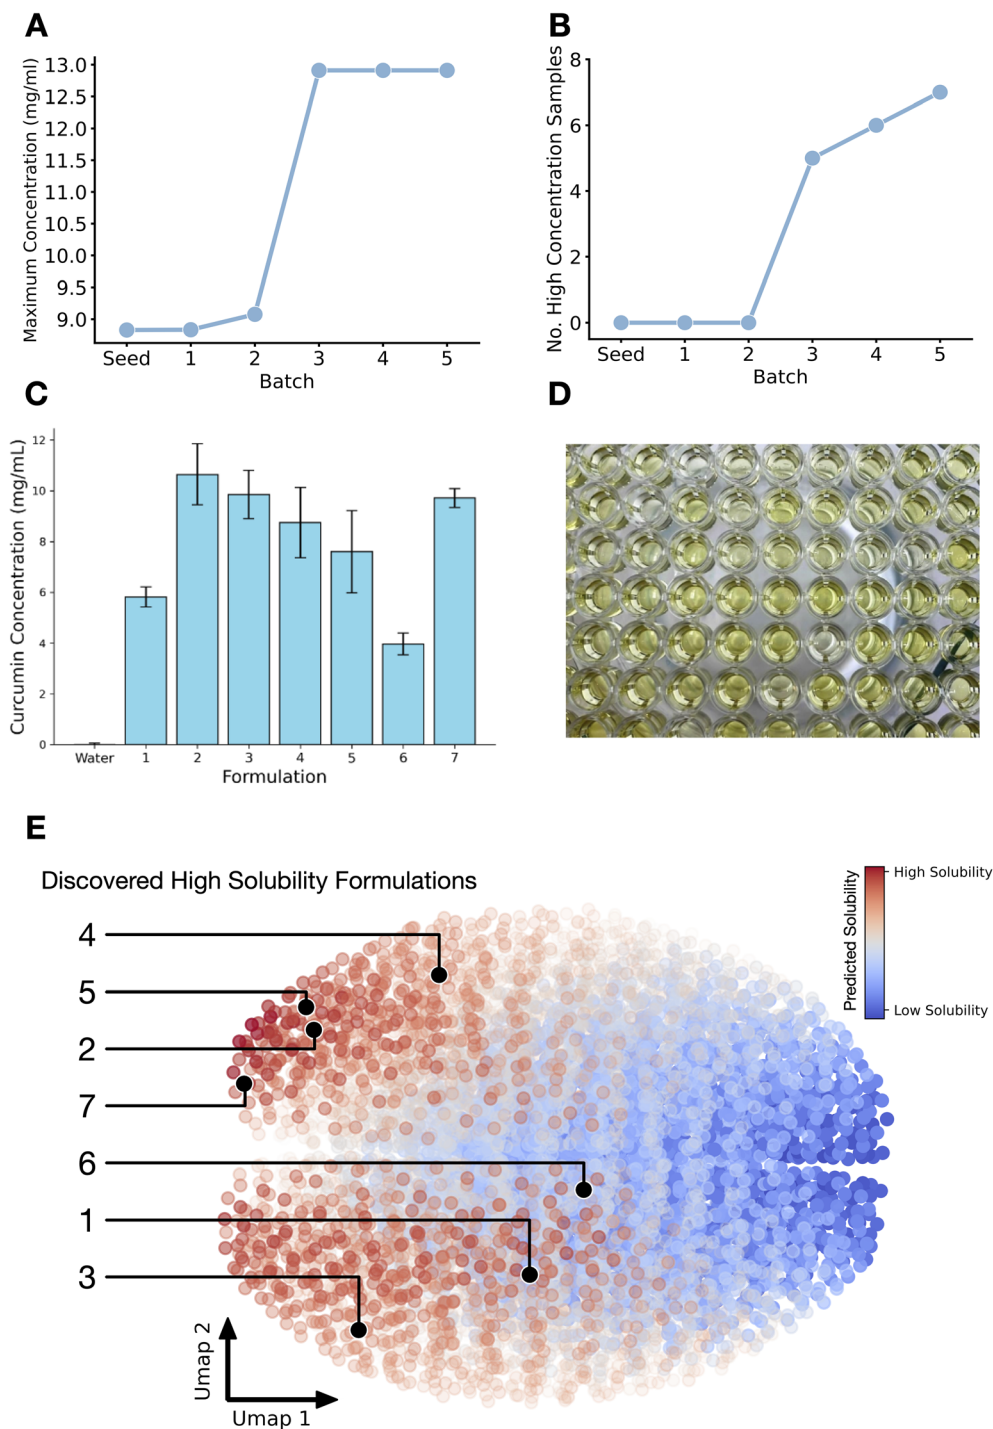 A
Maximum Concentration (mg/ml)
13.0
12.5
12.0
11.5
11.0
10.5
10.0
9.5
9.0
Seed 1 2 3 4 5
Batch
B
No. High Concentration Samples
8
6
4
2
0
Seed 1 2 3 4 5
Batch
C
Curcumin Concentration (mg/mL)
12
10
8
6
4
2
0
Water 1 2 3 4 5 6 7
Formulation
D
E
Discovered High Solubility Formulations
4
5
2
7
6
1
3
Predicted Solubility
High Solubility
Low Solubility
Umap 2
Umap 1